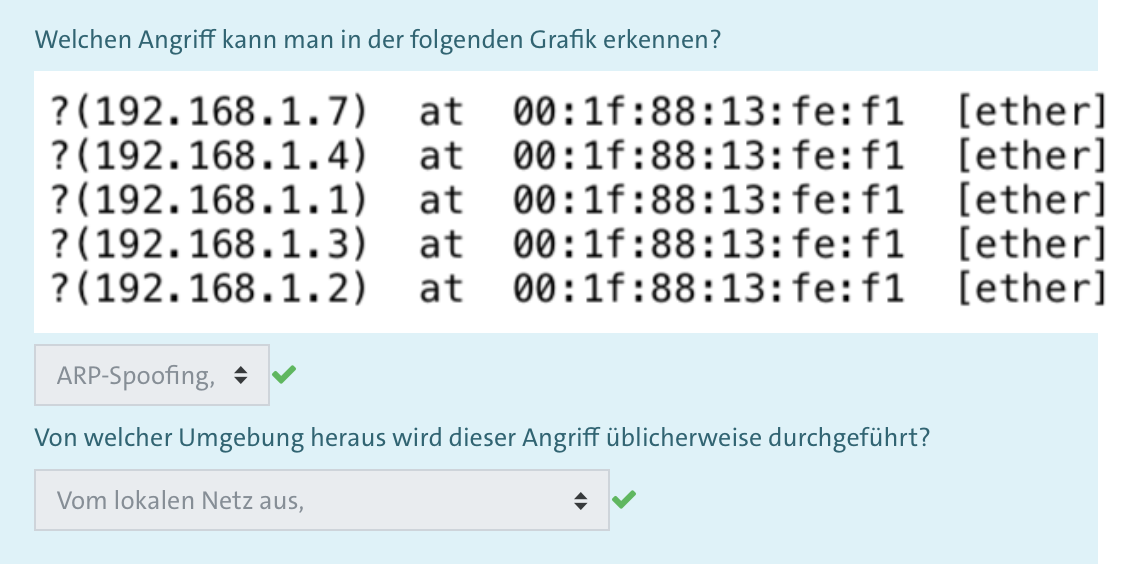 Welchen Angriff kann man in der folgenden Grafik erkennen?
?(192.168.1.7) at 00:1f:88:13:fe:f1 [ether]
?(192.168.1.4) at 00:1f:88:13:fe:f1 [ether]
?(192.168.1.1) at 00:1f:88:13:fe:f1 [ether]
?(192.168.1.3) at 00:1f:88:13:fe:f1 [ether]
?(192.168.1.2) at 00:1f:88:13:fe:f1 [ether]
ARP-Spoofing,
Von welcher Umgebung heraus wird dieser Angriff üblicherweise durchgeführt?
Vom lokalen Netz aus,